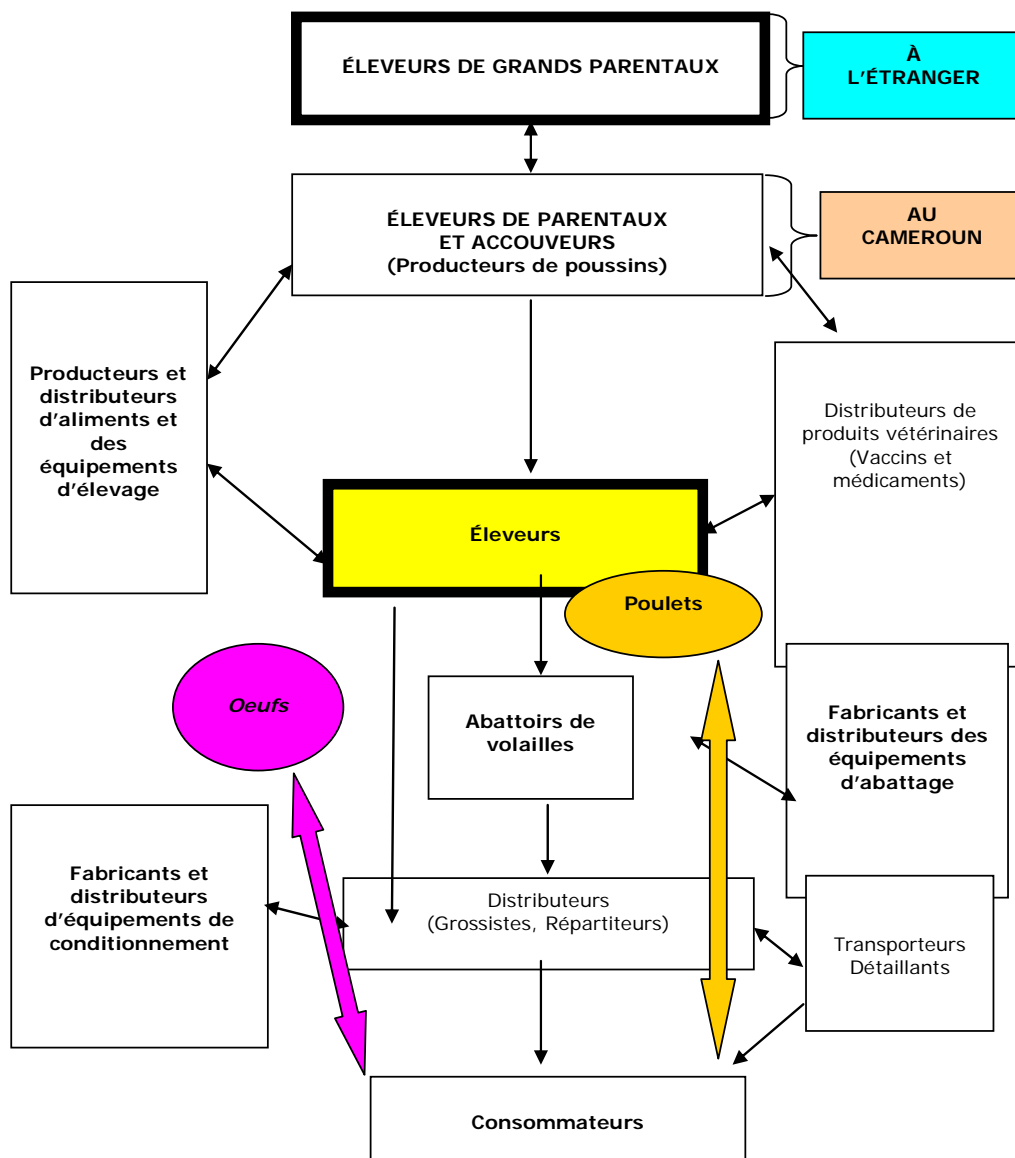 ÉLEVEURS DE GRANDS PARENTAUX
À
L'ÉTRANGER
ÉLEVEURS DE PARENTAUX
ET ACCOUVEURS
(Producteurs de poussins)
AU
CAMEROUN
Producteurs et
distributeurs
d'aliments et
des
équipements
d'élevage
Distributeurs de
produits vétérinaires
(Vaccins et
médicaments)
Éleveurs
Poulets
Oeufs
Abattoirs de
volailles
Fabricants et
distributeurs des
équipements
d'abattage
Fabricants et
distributeurs
d'équipements de
conditionnement
Distributeurs
(Grossistes, Répartiteurs)
Transporteurs
Détaillants
Consommateurs